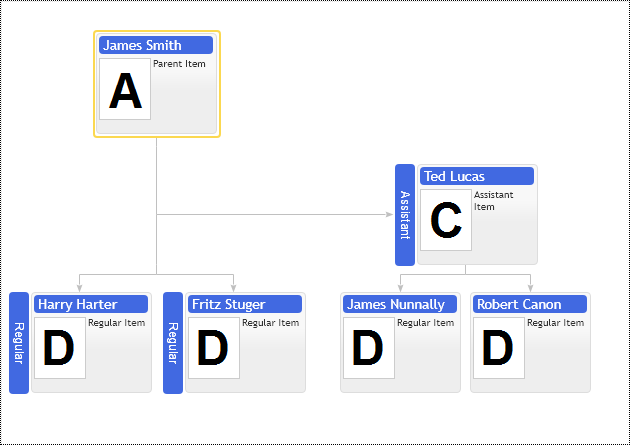 James Smith
Parent Item
A
Assistant
Ted Lucas
Assistant
Item
C
Regular
Harry Harter
Regular Item
D
Regular
Fritz Stuger
Regular Item
D
James Nunnally
Regular Item
D
Robert Canon
Regular Item
D